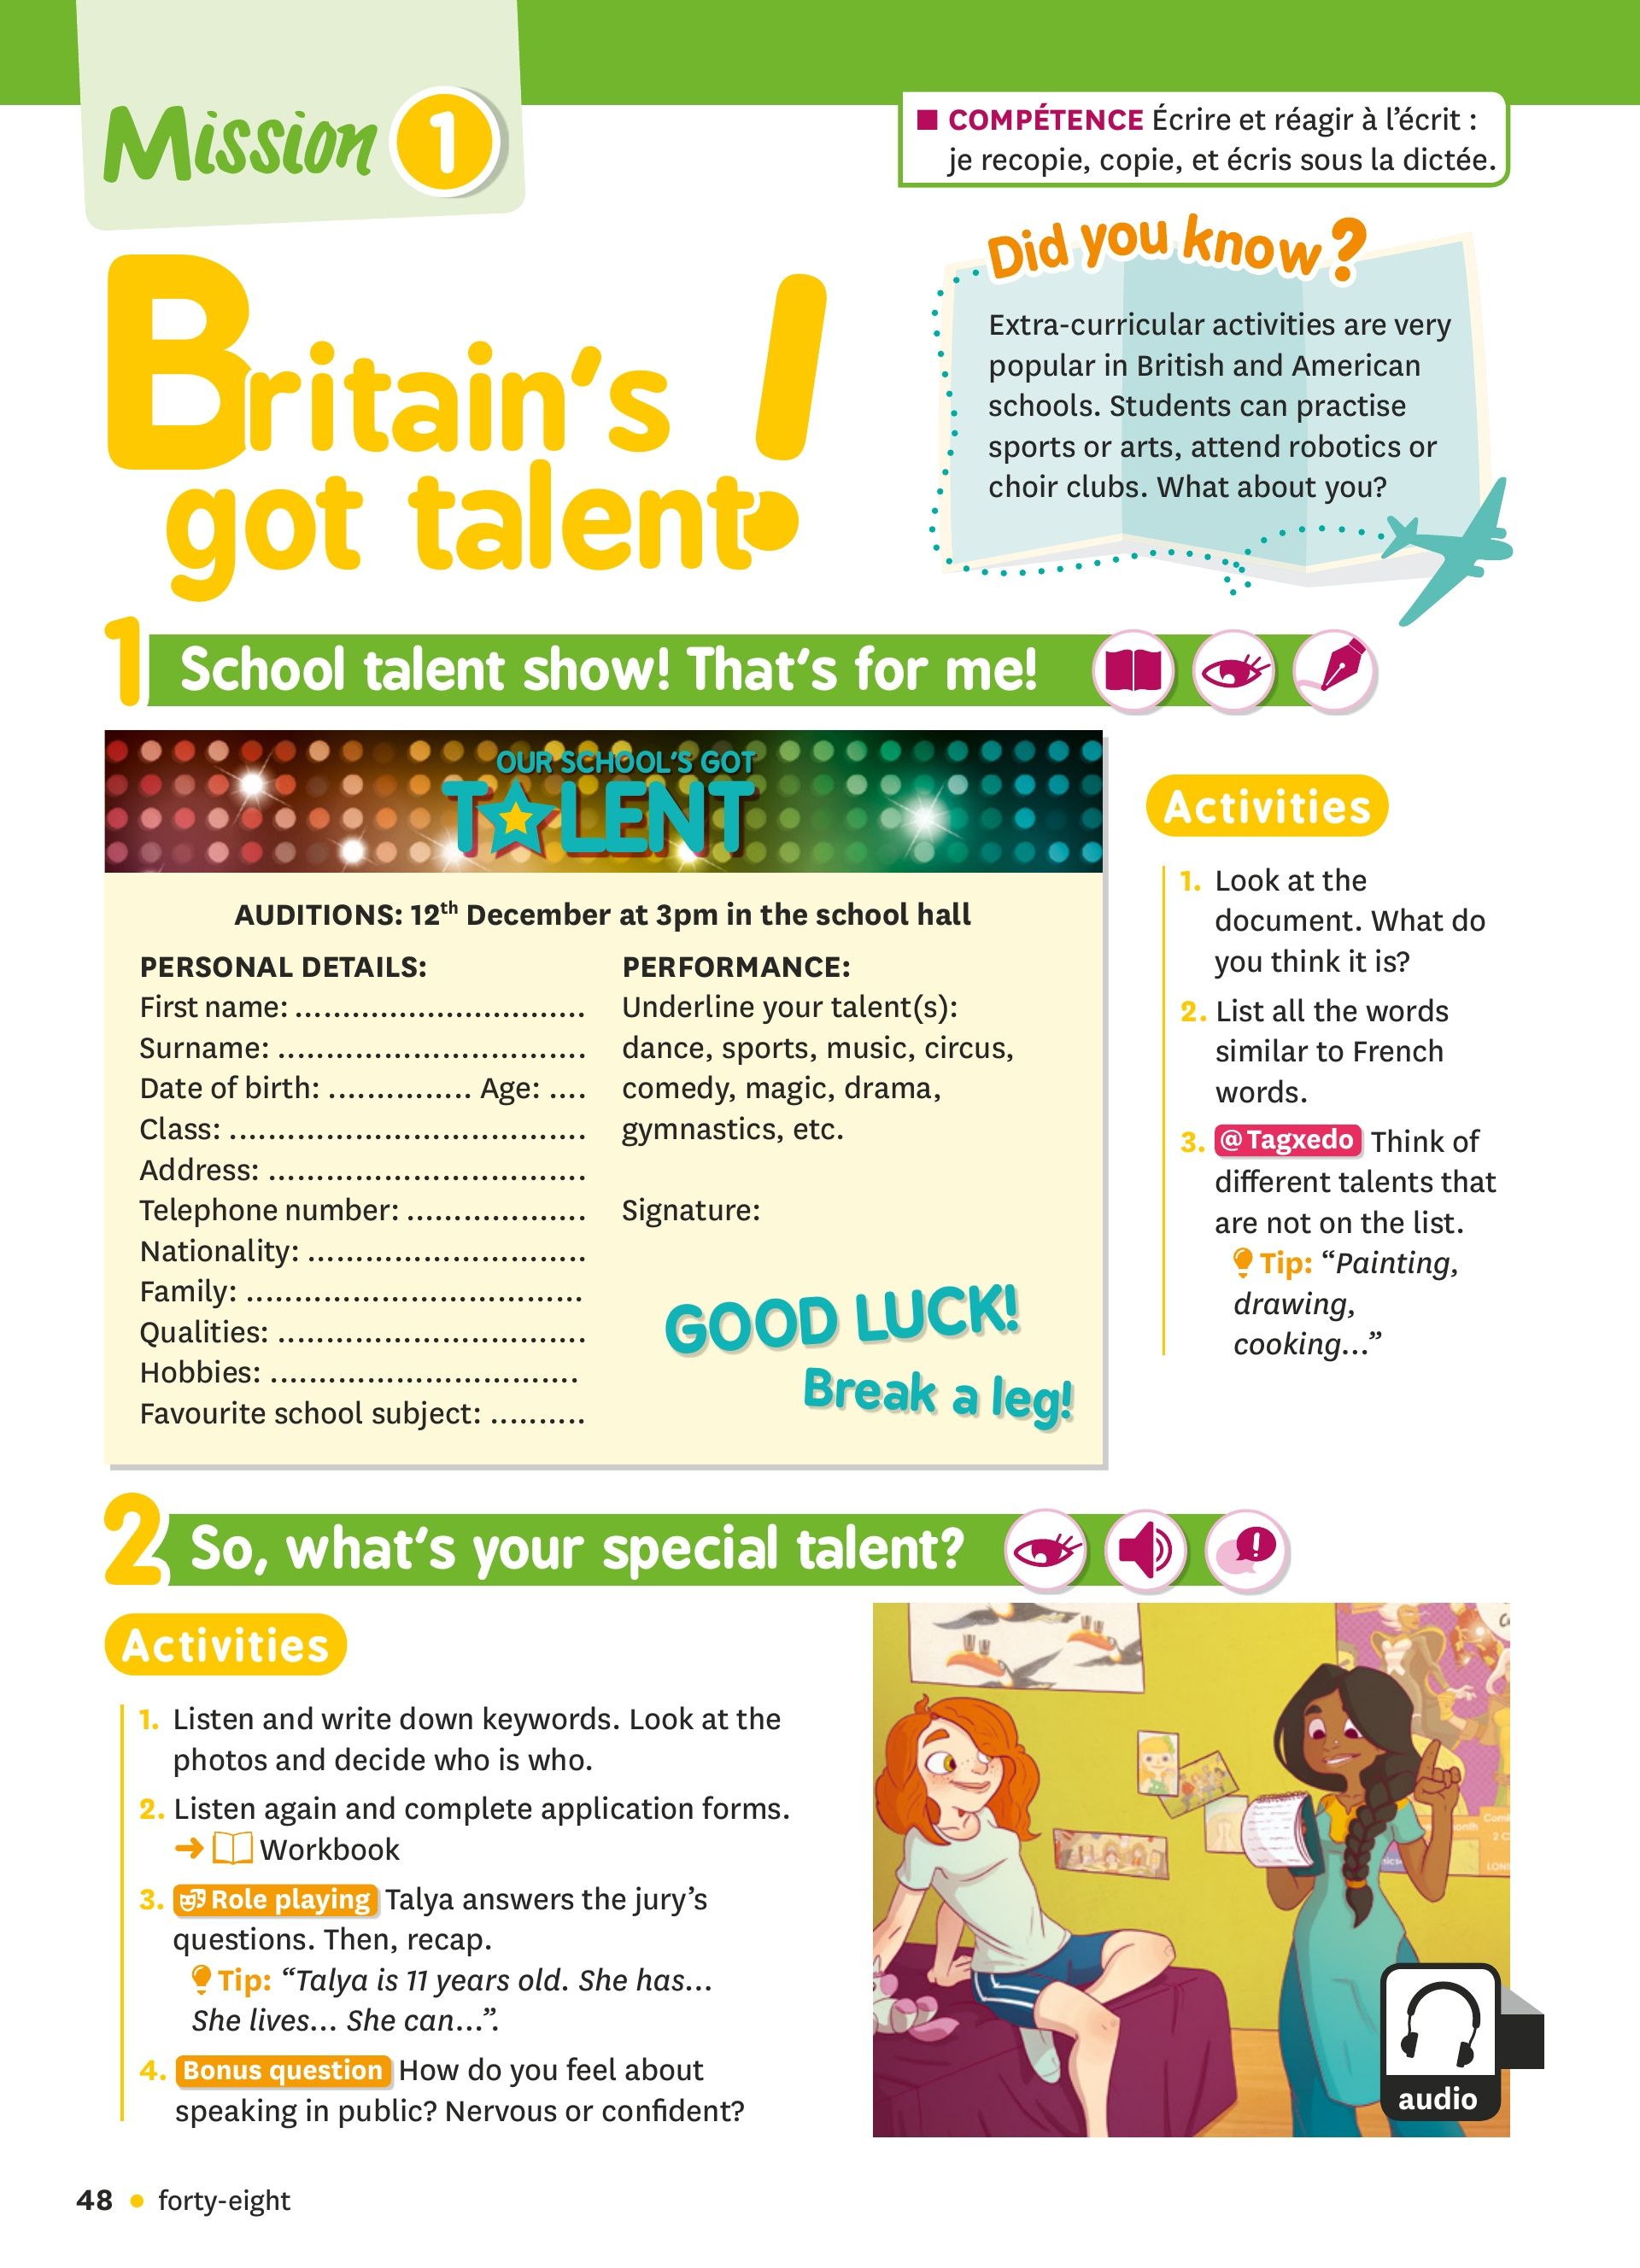 Mission 1
■ COMPÉTENCE Écrire et réagir à l'écrit :
je recopie, copie, et écris sous la dictée.
Britain's
got talent!
Did you know?
Extra-curricular activities are very
popular in British and American
schools. Students can practise
sports or arts, attend robotics or
choir clubs. What about you?
1 School talent show! That's for me!
OUR SCHOOL'S GOT
TALENT
AUDITIONS: 12th December at 3pm in the school hall
PERSONAL DETAILS:
First name: ...............................
Surname: .................................
Date of birth: ............... Age: ....
Class: ......................................
Address: ..................................
Telephone number: ...................
Nationality: ..............................
Family: ....................................
Qualities: .................................
Hobbies: .................................
Favourite school subject: ..........
PERFORMANCE:
Underline your talent(s):
dance, sports, music, circus,
comedy, magic, drama,
gymnastics, etc.
Signature:
GOOD LUCK!
Break a leg!
Activities
1. Look at the
document. What do
you think it is?
2. List all the words
similar to French
words.
3. @Tagxedo Think of
different talents that
are not on the list.
Tip: “Painting,
drawing,
cooking...”
2 So, what's your special talent?
Activities
1. Listen and write down keywords. Look at the
photos and decide who is who.
2. Listen again and complete application forms.
➜ Workbook
3. Role playing Talya answers the jury's
questions. Then, recap.
Tip: “Talya is 11 years old. She has...
She lives... She can...”.
4. Bonus question How do you feel about
speaking in public? Nervous or confident?
audio
48 • forty-eight